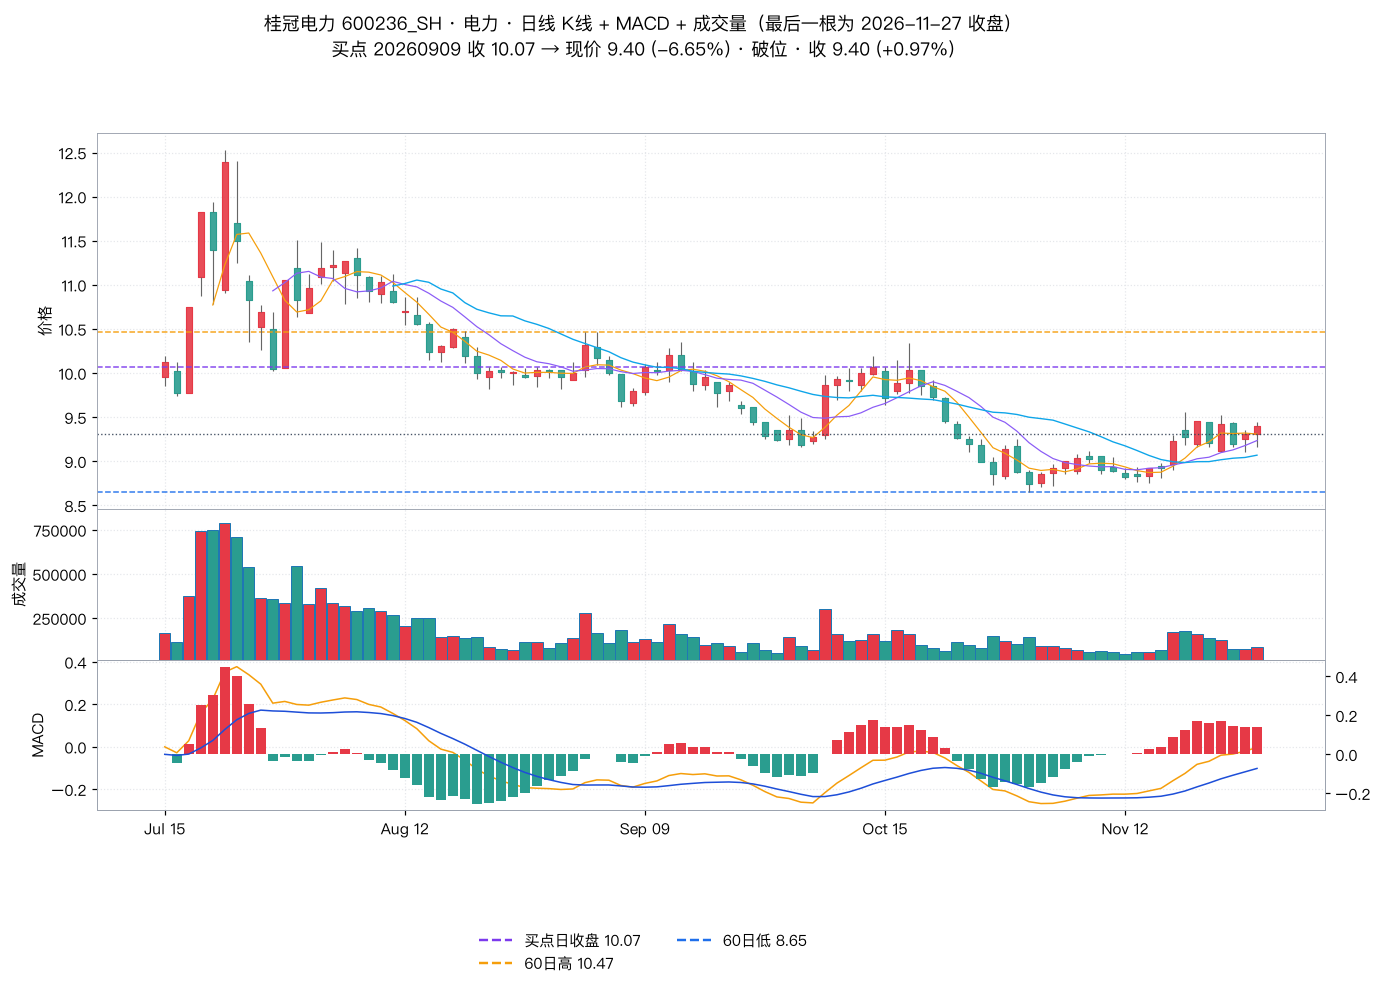 桂冠电力 600236_SH · 电力 · 日线 K线 + MACD + 成交量（最后一根为 2026−11−27 收盘）
买点 20260909 收 10.07 → 现价 9.40 (−6.65%) · 破位 · 收 9.40 (+0.97%)
价格
12.5
12.0
11.5
11.0
10.5
10.0
9.5
9.0
8.5
成交量
750000
500000
250000
MACD
0.4
0.2
0.0
−0.2
0.4
0.2
0.0
−0.2
Jul 15
Aug 12
Sep 09
Oct 15
Nov 12
买点日收盘 10.07
60日高 10.47
60日低 8.65